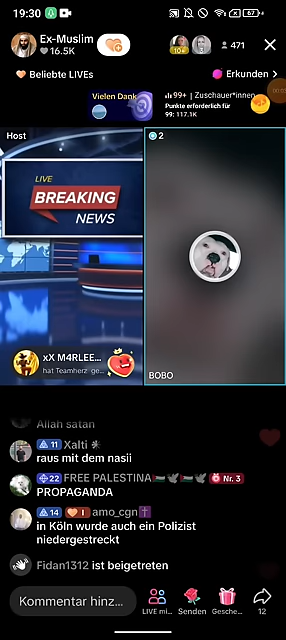 19:30
67
Ex-Muslim
16.5K
10
471
Beliebte LIVEs
Erkunden >
Vielen Dank
99+ | Zuschauer*innen
Punkte erforderlich für
99: 117.1K
Host
2
LIVE
BREAKING
NEWS
xX M4RLEE...
hat Teamherz ge...
BOBO
Allah satan
11 Xalti
raus mit dem nasii
22 FREE PALESTINA🇵🇸🕊🇵🇸🕊 Nr. 3
PROPAGANDA
14 I amo_cgn✝️
in Köln wurde auch ein Polizist
niedergestreckt
Fidan1312 ist beigetreten
Kommentar hinz...
LIVE mi...
Senden
Gesche...
12